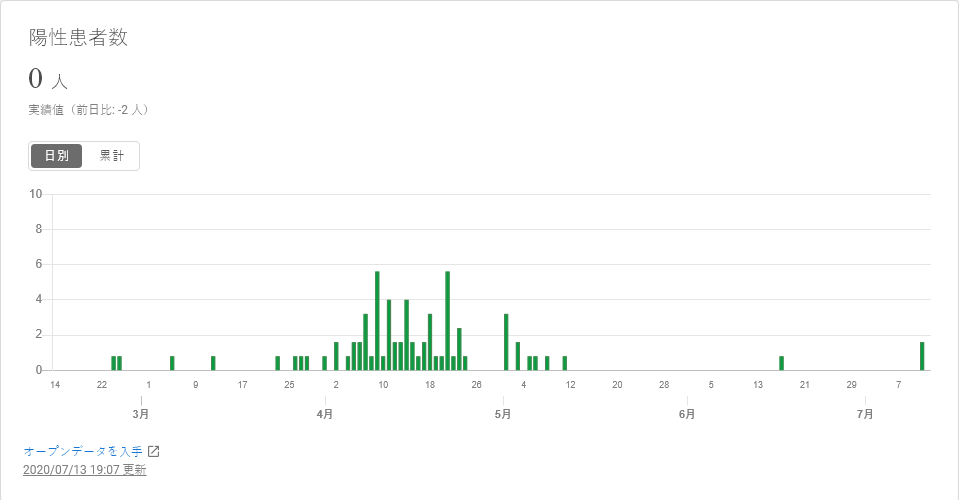 陽性患者数
0 人
実績値（前日比: -2 人）
日別 累計
10
8
6
4
2
0
14 22 1 9 17 25 2 10 18 26 4 12 20 28 5 13 21 29 7
3月 4月 5月 6月 7月
オープンデータを入手
2020/07/13 19:07 更新